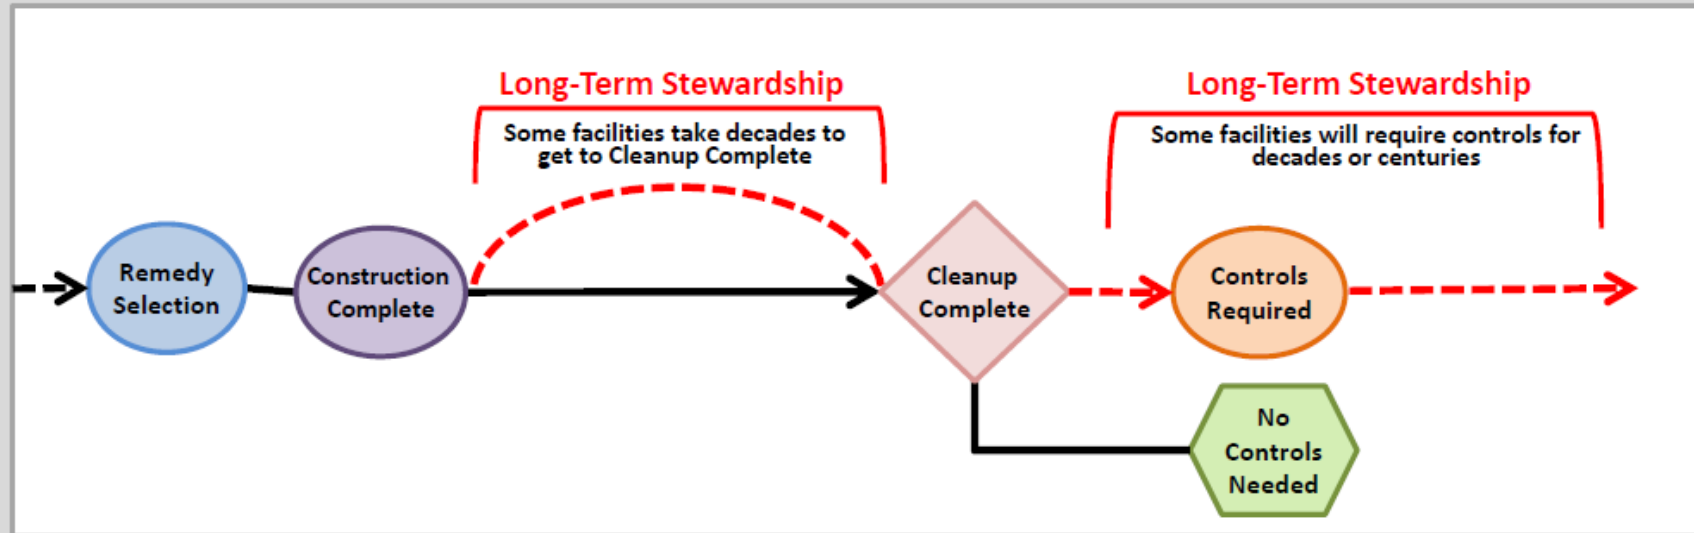 Long-Term Stewardship
Some facilities take decades to
get to Cleanup Complete
Long-Term Stewardship
Some facilities will require controls for
decades or centuries
Remedy
Selection
Construction
Complete
Cleanup
Complete
Controls
Required
No
Controls
Needed